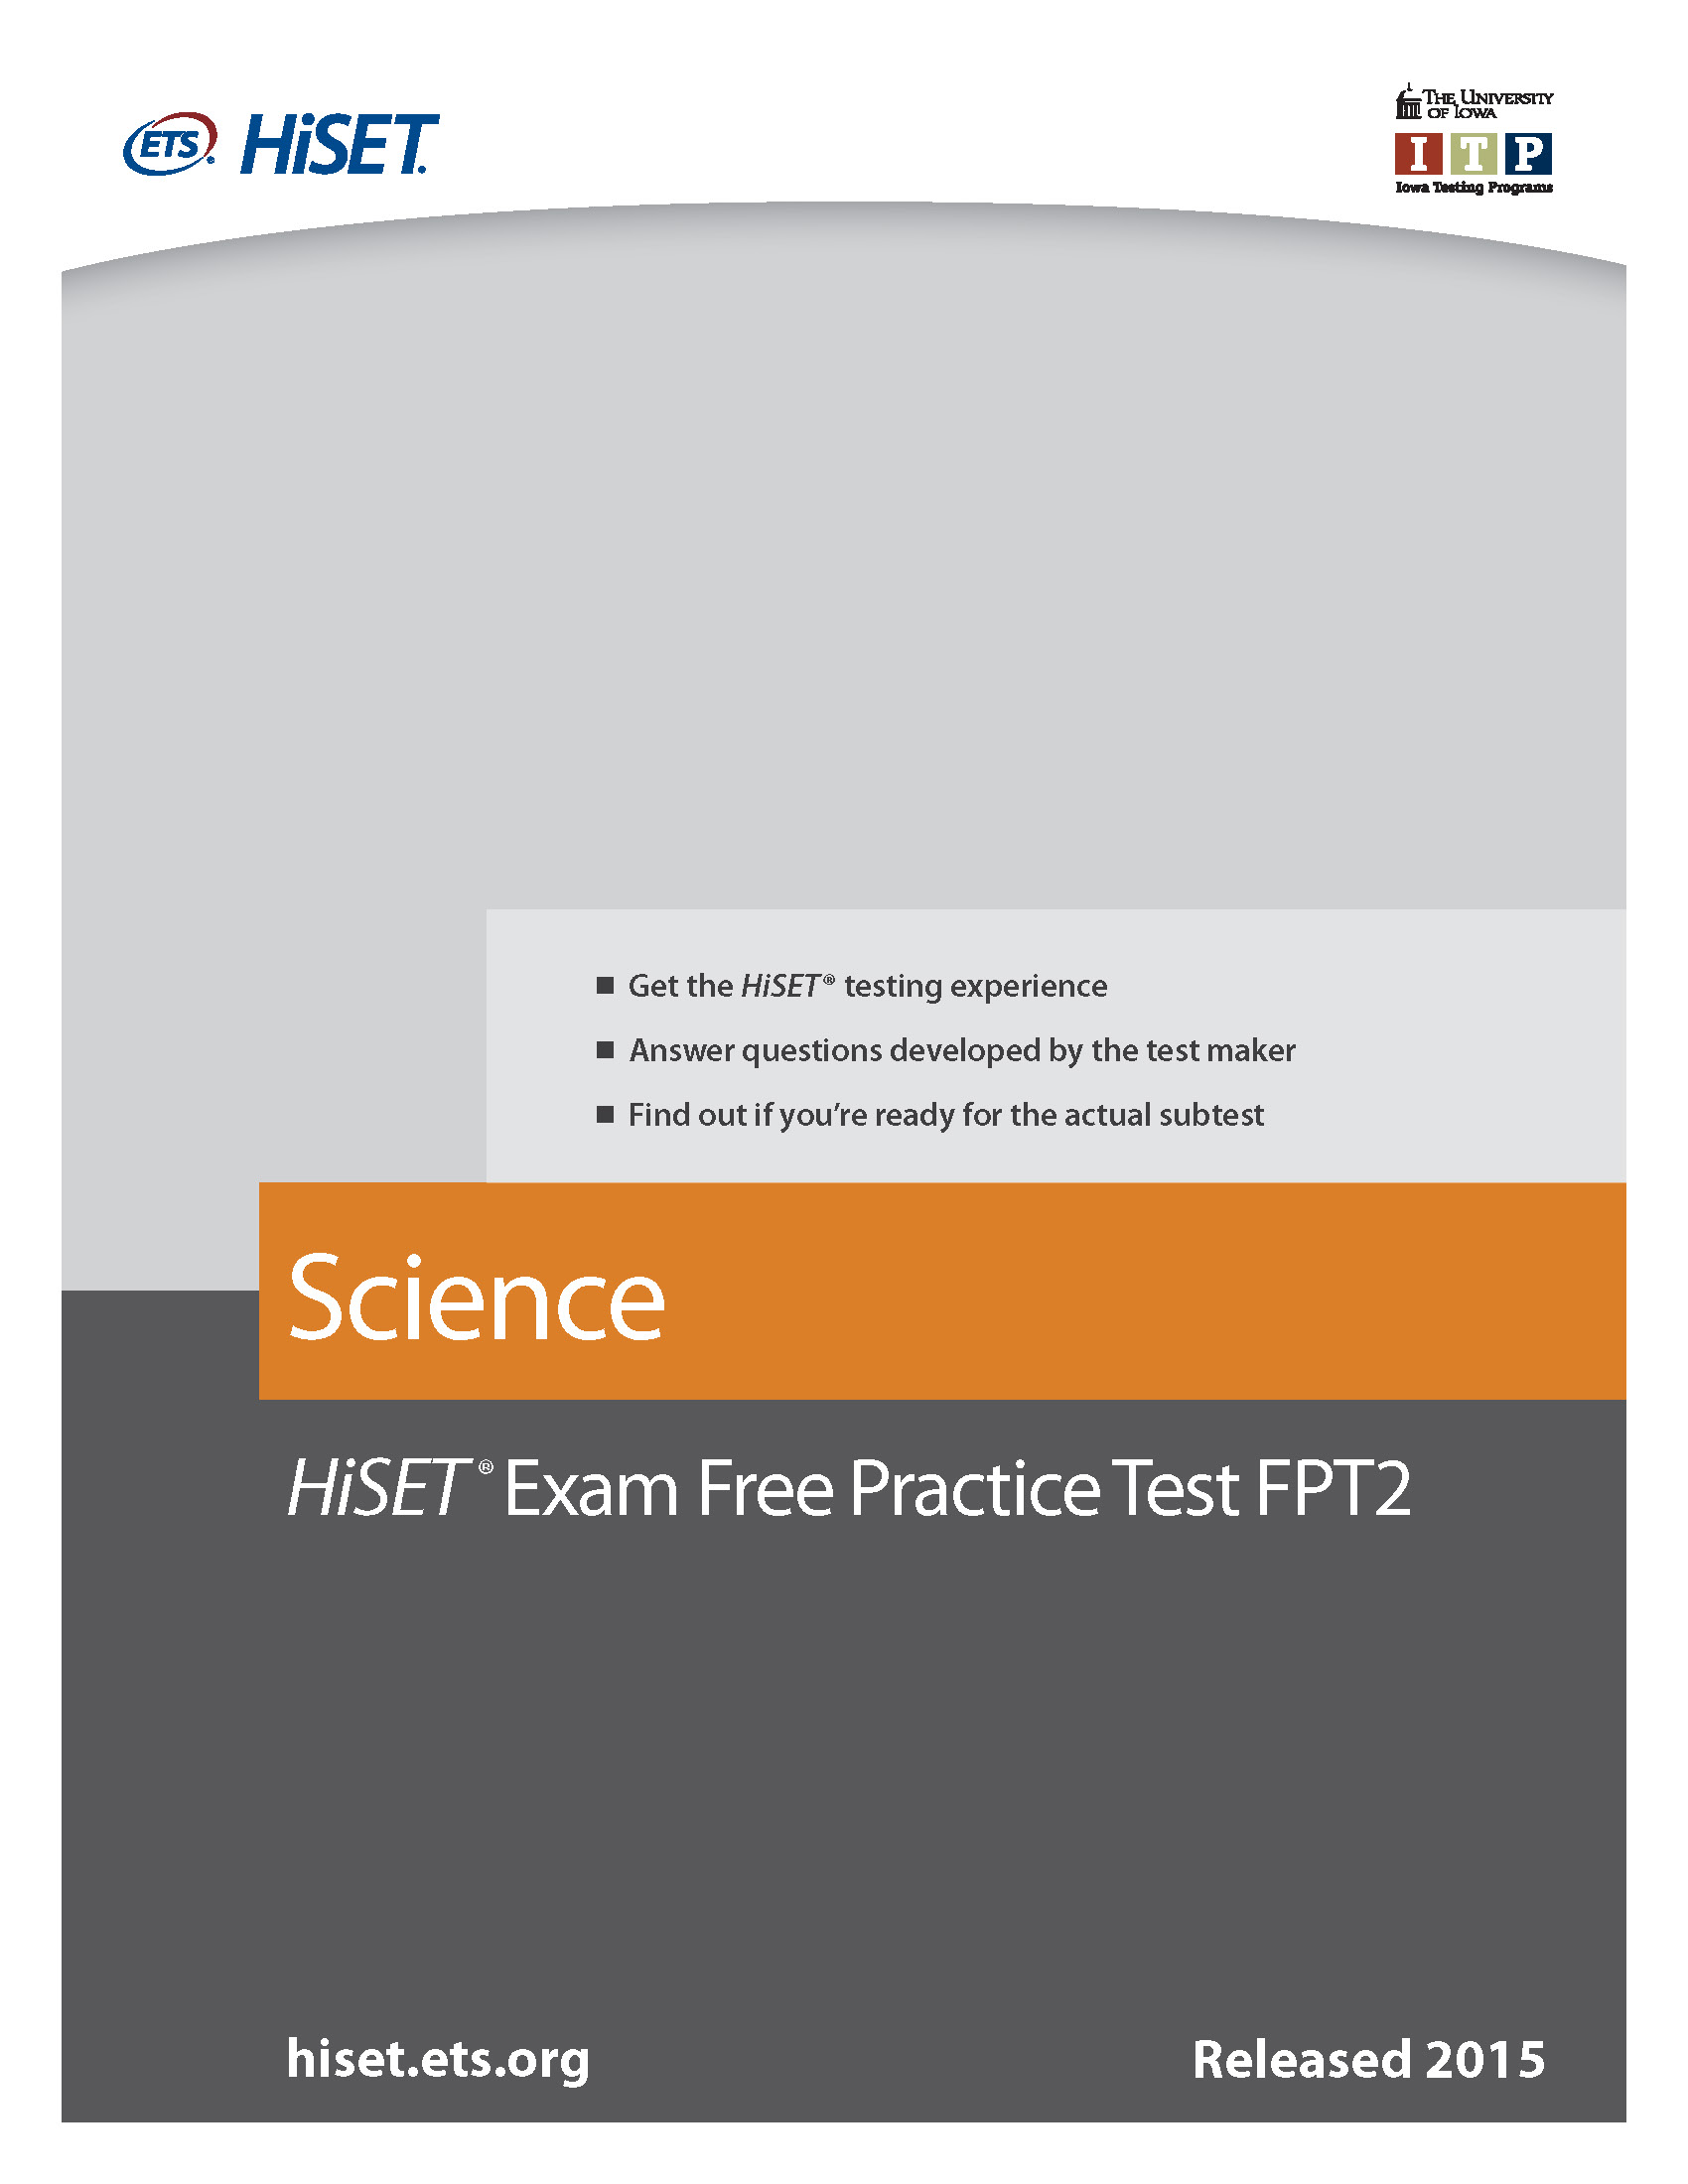 ETS® HiSET®
THE UNIVERSITY
OF IOWA
I T P
Iowa Testing Programs
■ Get the HiSET® testing experience
■ Answer questions developed by the test maker
■ Find out if you’re ready for the actual subtest
Science
HiSET® Exam Free Practice Test FPT2
hiset.ets.org
Released 2015